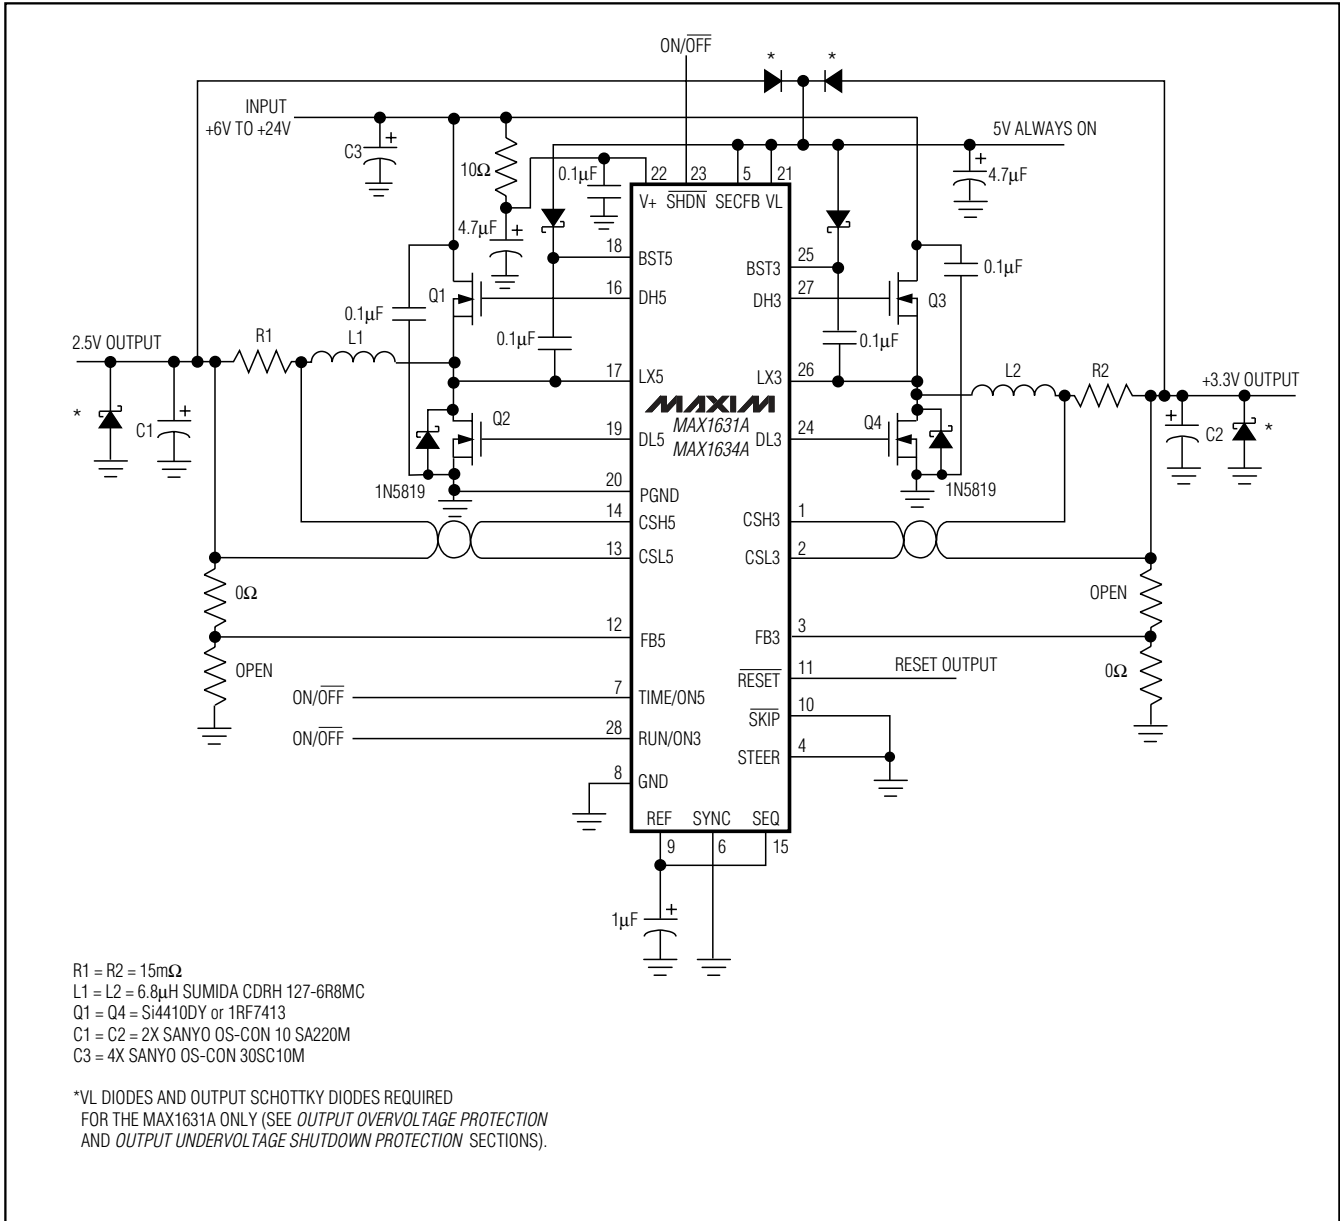 ON/OFF
*
*
INPUT
+6V TO +24V
5V ALWAYS ON
C3
+
10Ω
0.1μF
22
23
5
21
+
4.7μF
V+
SHDN
SECFB
VL
4.7μF
+
18
BST5
BST3
25
0.1μF
Q1
16
DH5
DH3
27
Q3
0.1μF
2.5V OUTPUT
R1
L1
0.1μF
0.1μF
17
LX5
LX3
26
L2
R2
+3.3V OUTPUT
MAXIM
MAX1631A
MAX1634A
*
C1
+
Q2
19
DL5
DL3
24
Q4
+
C2
*
1N5819
20
PGND
1N5819
14
CSH5
CSH3
1
13
CSL5
CSL3
2
0Ω
OPEN
12
FB5
FB3
3
OPEN
RESET
11
RESET OUTPUT
0Ω
ON/OFF
7
TIME/ON5
SKIP
10
ON/OFF
28
RUN/ON3
STEER
4
8
GND
REF
SYNC
SEQ
9
6
15
1μF
+
R1 = R2 = 15mΩ
L1 = L2 = 6.8μH SUMIDA CDRH 127-6R8MC
Q1 = Q4 = Si4410DY or 1RF7413
C1 = C2 = 2X SANYO OS-CON 10 SA220M
C3 = 4X SANYO OS-CON 30SC10M
*VL DIODES AND OUTPUT SCHOTTKY DIODES REQUIRED
FOR THE MAX1631A ONLY (SEE OUTPUT OVERVOLTAGE PROTECTION
AND OUTPUT UNDERVOLTAGE SHUTDOWN PROTECTION SECTIONS).